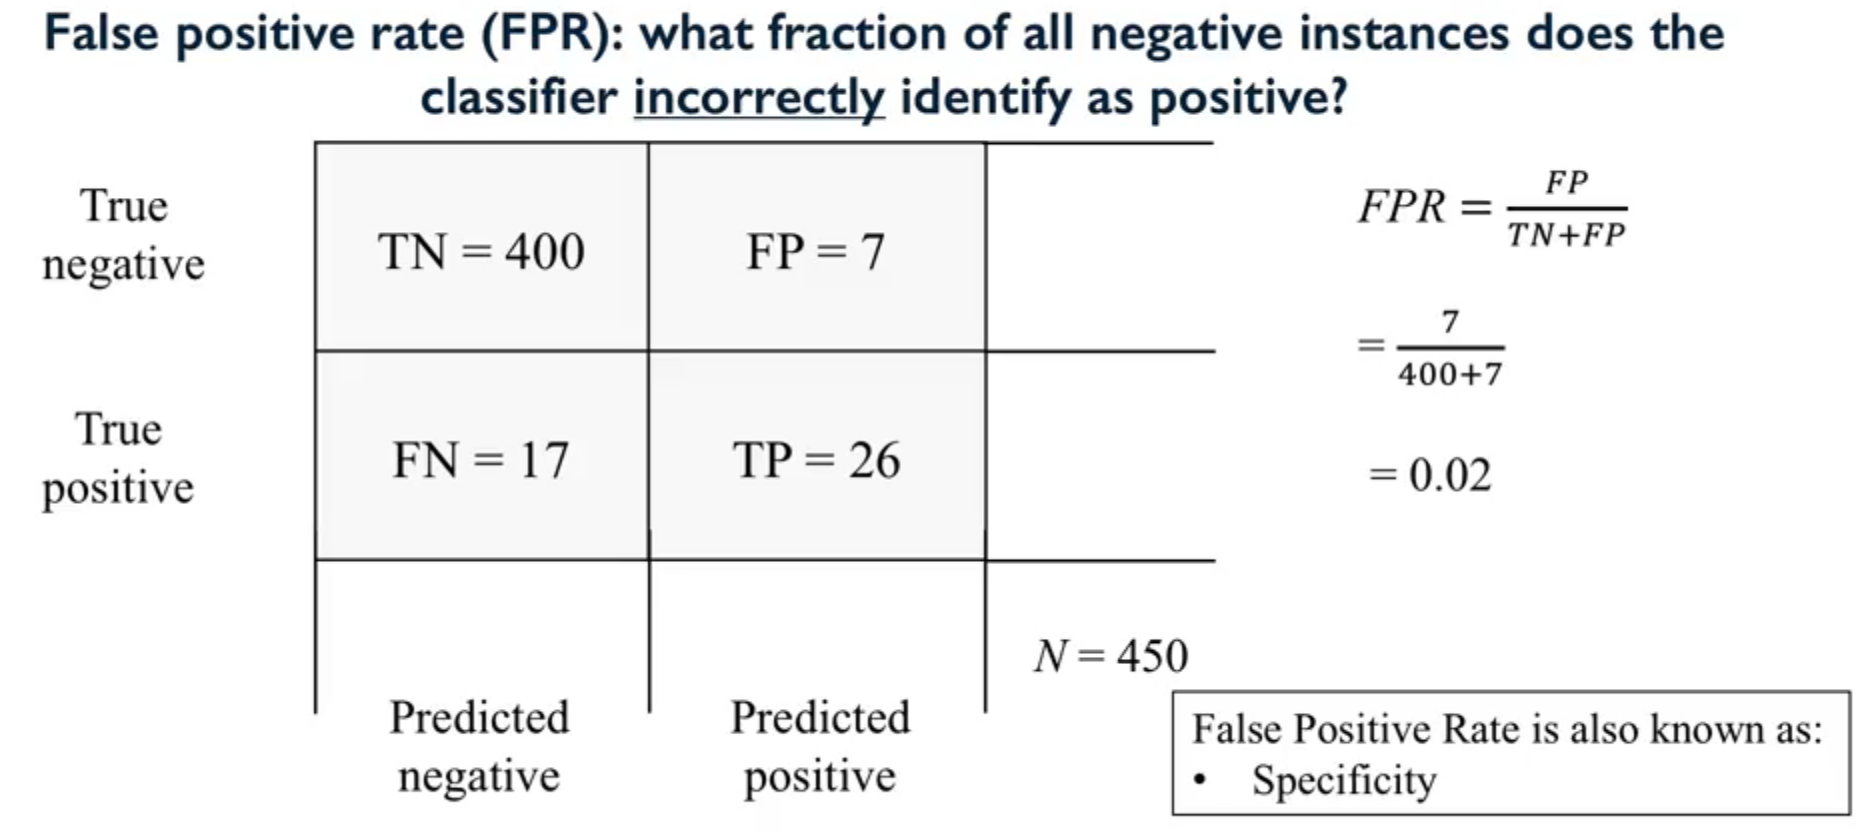 False positive rate (FPR): what fraction of all negative instances does the
classifier incorrectly identify as positive?
True
negative
TN = 400
FP = 7
FPR = FP/TN+FP
= 7/400+7
= 0.02
True
positive
FN = 17
TP = 26
N = 450
Predicted
negative
Predicted
positive
False Positive Rate is also known as:
• Specificity